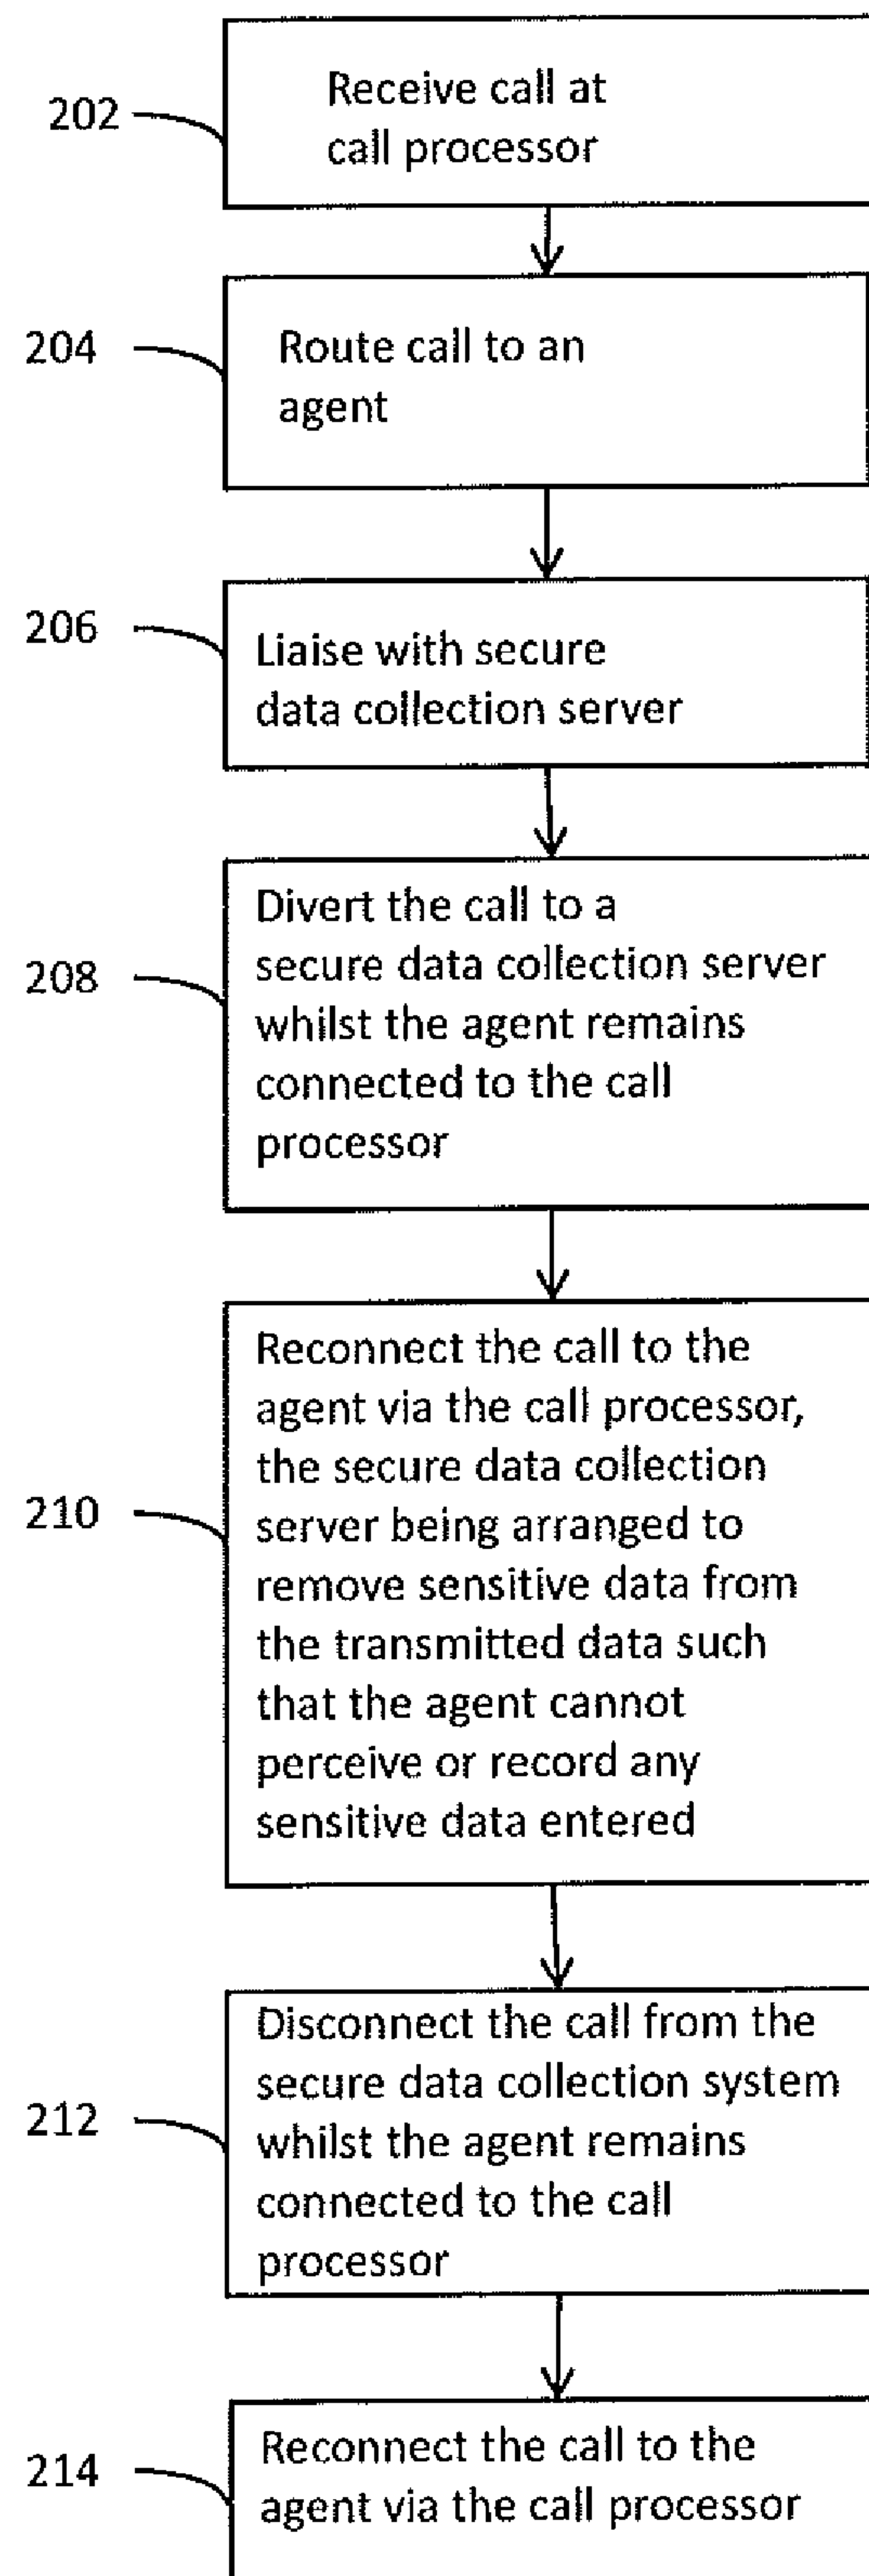 202
Receive call at
call processor
204
Route call to an
agent
206
Liaise with secure
data collection server
208
Divert the call to a
secure data collection server
whilst the agent remains
connected to the call
processor
210
Reconnect the call to the
agent via the call processor,
the secure data collection
server being arranged to
remove sensitive data from
the transmitted data such
that the agent cannot
perceive or record any
sensitive data entered
212
Disconnect the call from the
secure data collection system
whilst the agent remains
connected to the call
processor
214
Reconnect the call to the
agent via the call processor